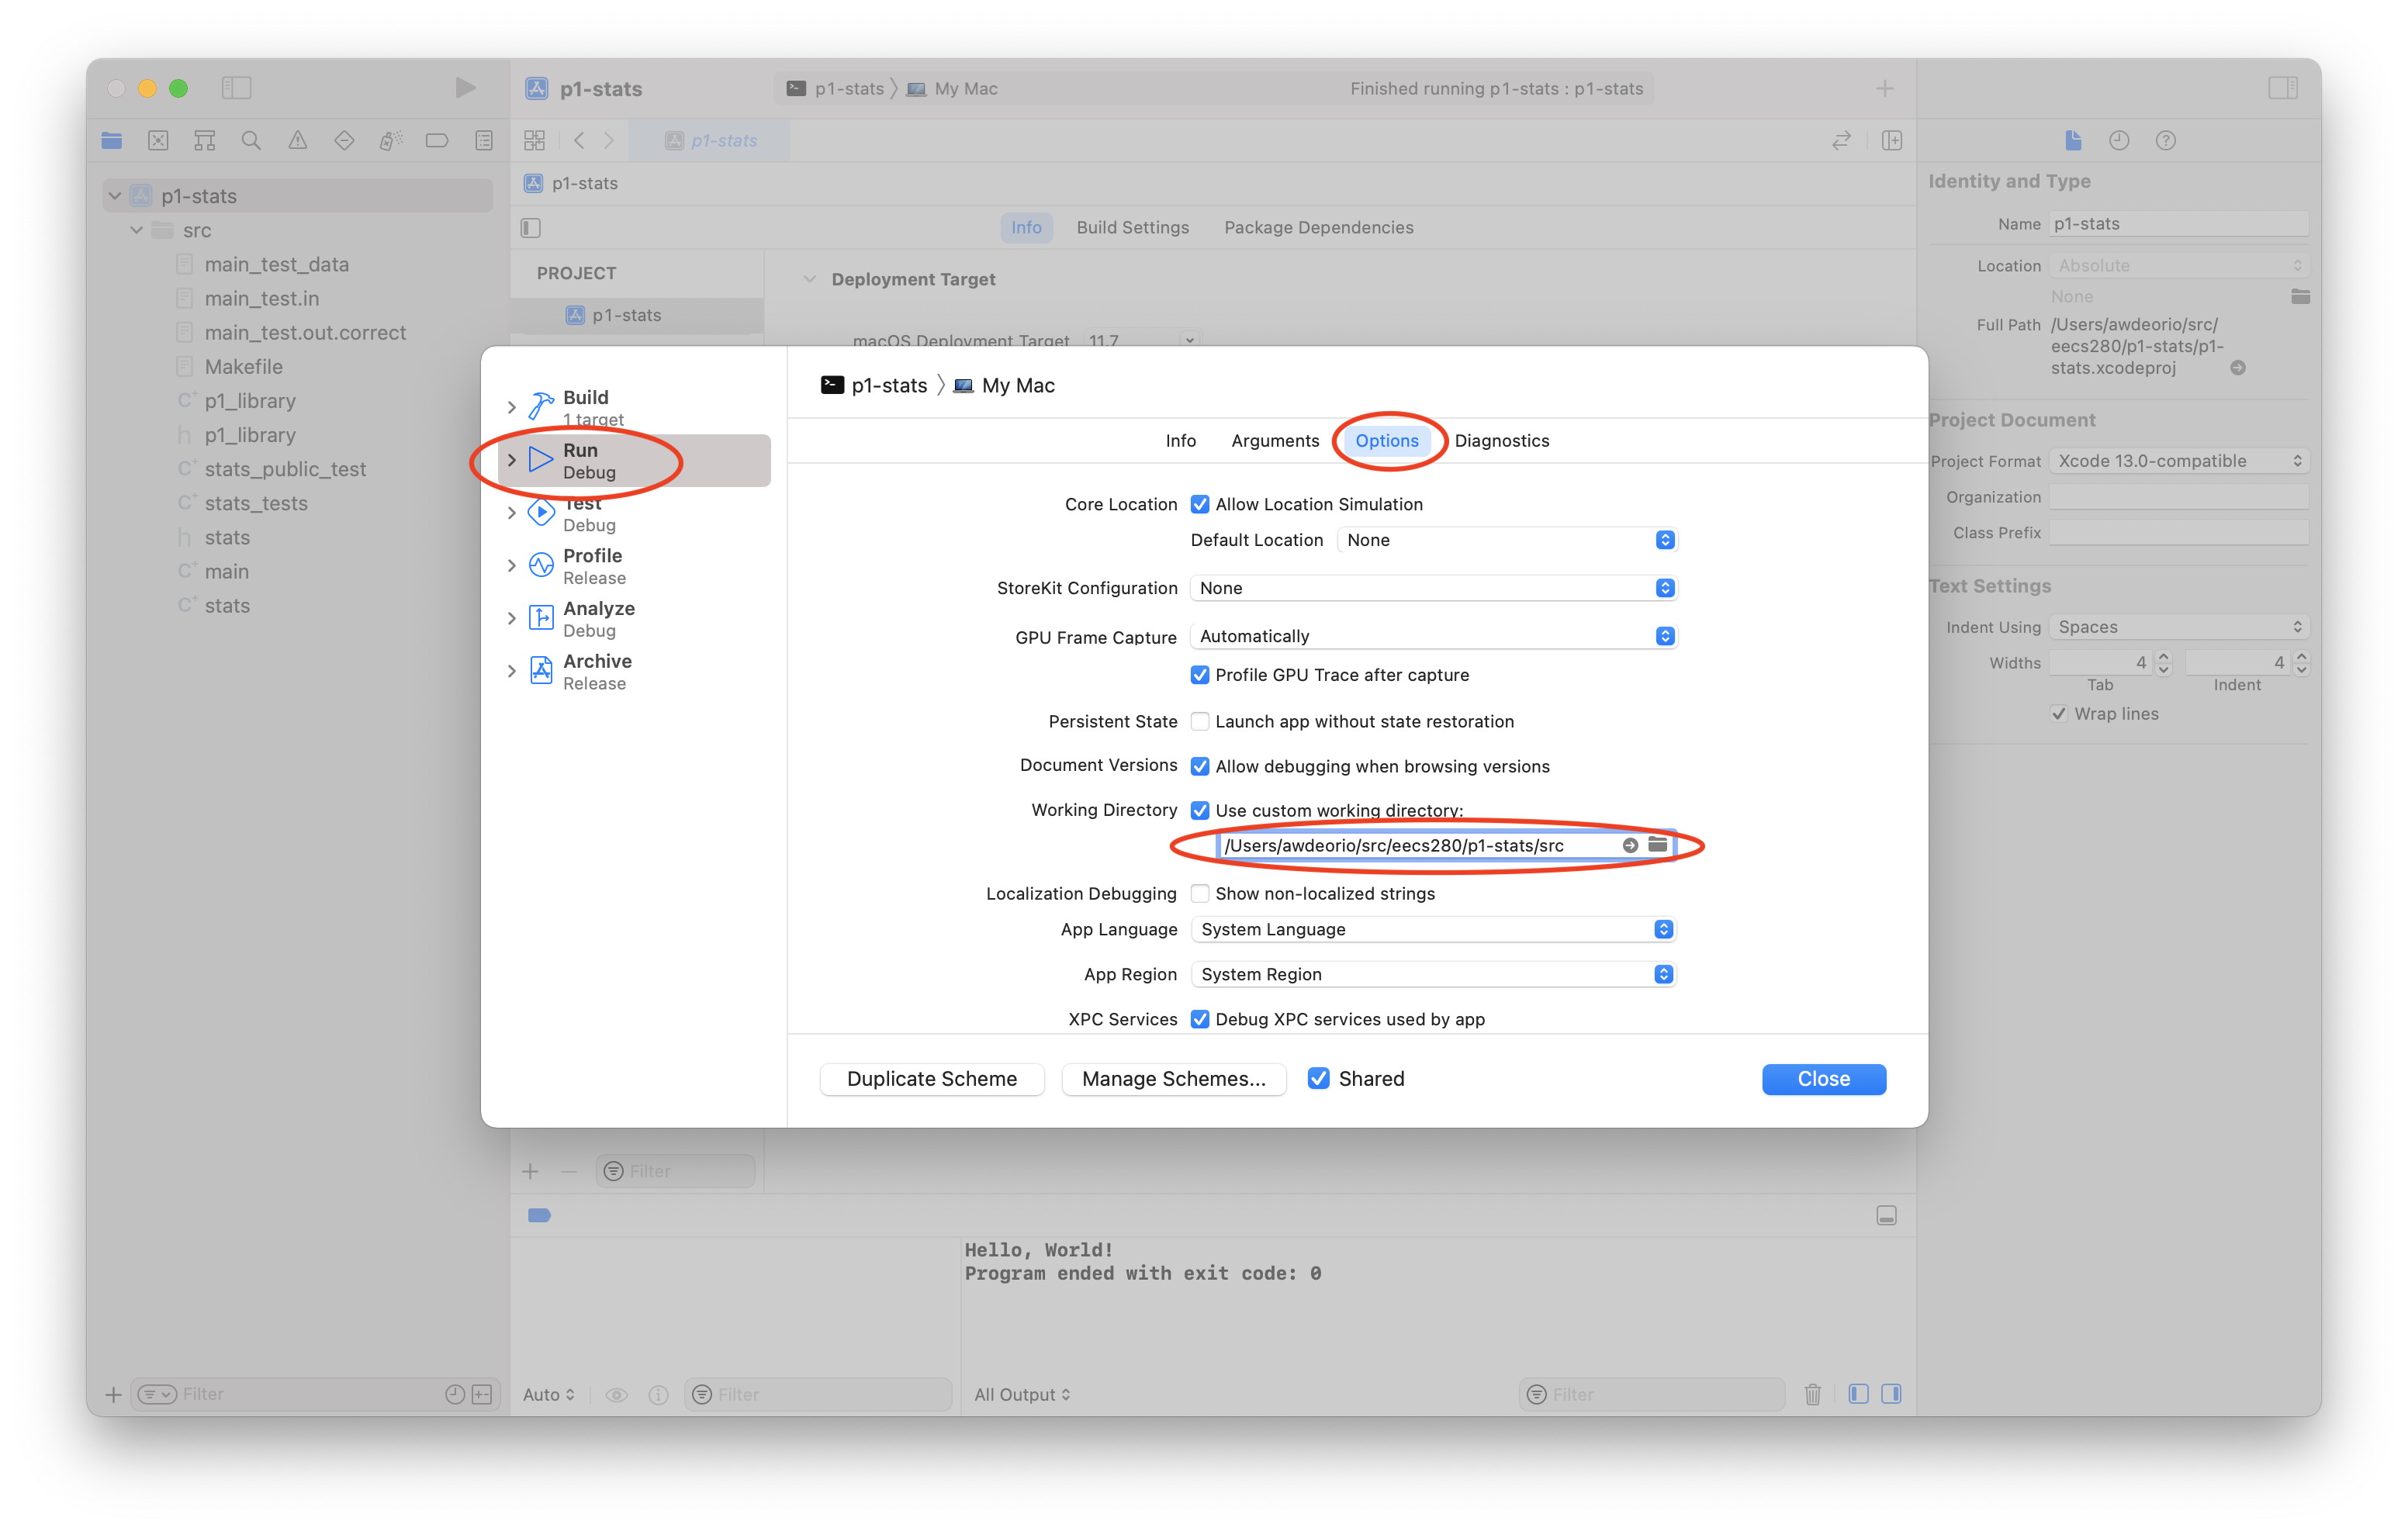 p1-stats
p1-stats
My Mac
Finished running p1-stats : p1-stats
p1-stats
p1-stats
Info
Build Settings
Package Dependencies
PROJECT
p1-stats
Deployment Target
macOS Deployment Target
11.7
p1-stats
src
main_test_data
main_test.in
main_test.out.correct
Makefile
p1_library
p1_library
stats_public_test
stats_tests
stats
main
stats
Filter
Build
1 target
Run
Debug
Test
Debug
Profile
Release
Analyze
Debug
Archive
Release
p1-stats
My Mac
Info
Arguments
Options
Diagnostics
Core Location
Allow Location Simulation
Default Location
None
StoreKit Configuration
None
GPU Frame Capture
Automatically
Profile GPU Trace after capture
Persistent State
Launch app without state restoration
Document Versions
Allow debugging when browsing versions
Working Directory
Use custom working directory:
/Users/awdeorio/src/eecs280/p1-stats/src
Localization Debugging
Show non-localized strings
App Language
System Language
App Region
System Region
XPC Services
Debug XPC services used by app
Duplicate Scheme
Manage Schemes...
Shared
Close
Filter
Hello, World!
Program ended with exit code: 0
Auto
Filter
All Output
Filter
Identity and Type
Name
p1-stats
Location
Absolute
None
Full Path
/Users/awdeorio/src/
eecs280/p1-stats/p1-
stats.xcodeproj
Project Document
Project Format
Xcode 13.0-compatible
Organization
Class Prefix
Text Settings
Indent Using
Spaces
Widths
4
4
Tab
Indent
Wrap lines